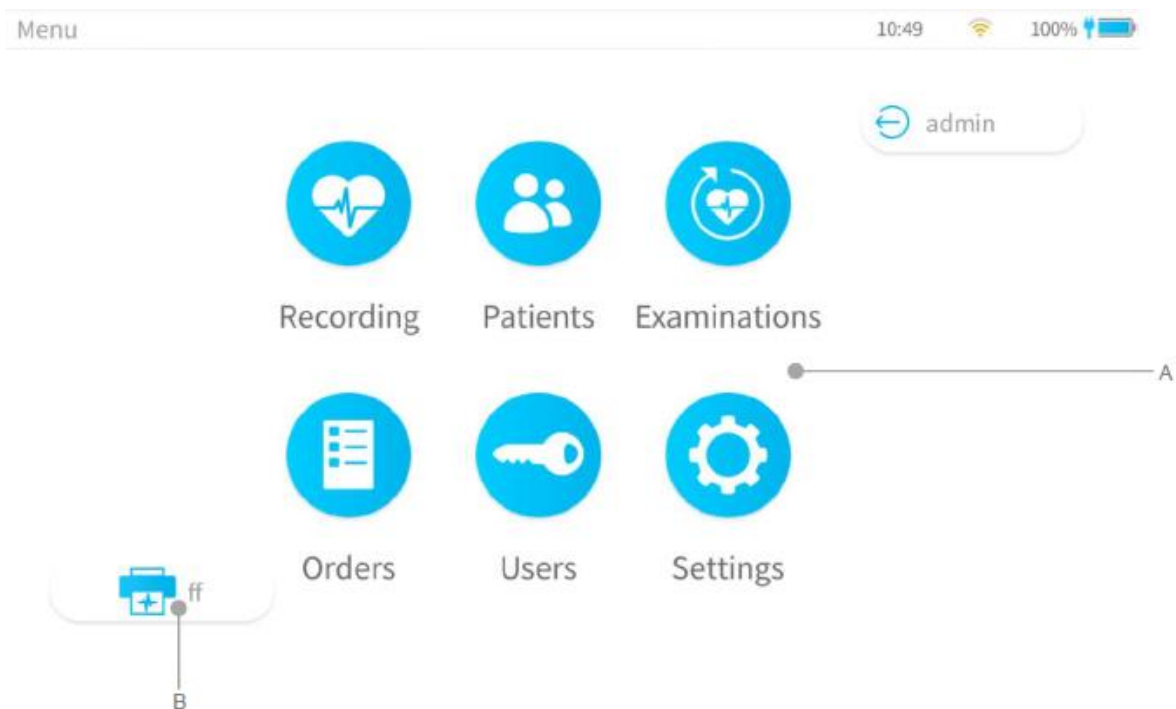 Menu 10:49 100%
admin
Recording Patients Examinations
A
Orders Users Settings
ff
B